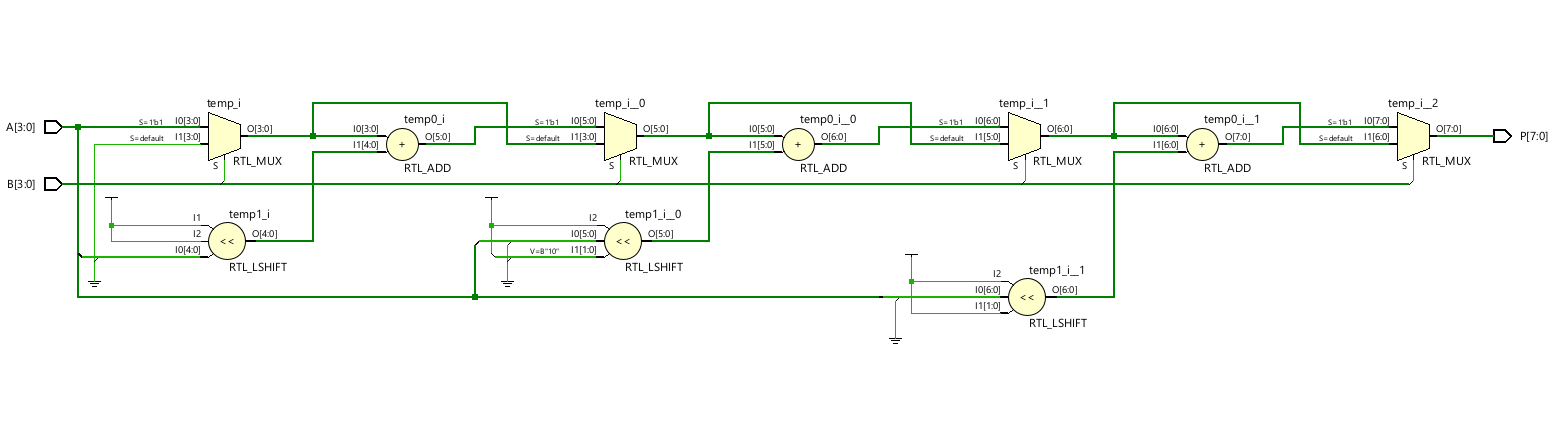 temp_i
temp_i__0
temp_i__1
temp_i__2
temp0_i
temp0_i__0
temp0_i__1
A[3:0]
S=1'b1
I0[3:0]
S=default
I1[3:0]
O[3:0]
S
RTL_MUX
I0[3:0]
I1[4:0]
+
O[5:0]
RTL_ADD
S=1'b1
I0[5:0]
S=default
I1[3:0]
O[5:0]
S
RTL_MUX
I0[5:0]
I1[5:0]
+
O[6:0]
RTL_ADD
S=1'b1
I0[6:0]
S=default
I1[5:0]
O[6:0]
S
RTL_MUX
I0[6:0]
I1[6:0]
+
O[7:0]
RTL_ADD
S=1'b1
I0[7:0]
S=default
I1[6:0]
O[7:0]
S
RTL_MUX
P[7:0]
B[3:0]
temp1_i
I1
I2
I0[4:0]
<<
O[4:0]
RTL_LSHIFT
temp1_i__0
I2
I0[5:0]
V=B"10"
I1[1:0]
<<
O[5:0]
RTL_LSHIFT
temp1_i__1
I2
I0[6:0]
I1[1:0]
<<
O[6:0]
RTL_LSHIFT